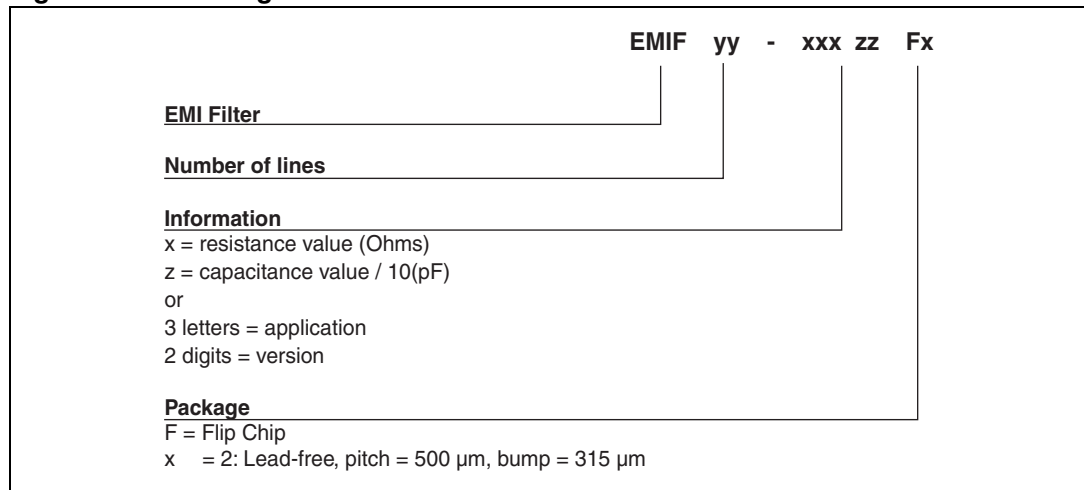 EMIF yy - xxx zz Fx
EMI Filter
Number of lines
Information
x = resistance value (Ohms)
z = capacitance value / 10(pF)
or
3 letters = application
2 digits = version
Package
F = Flip Chip
x = 2: Lead-free, pitch = 500 µm, bump = 315 µm